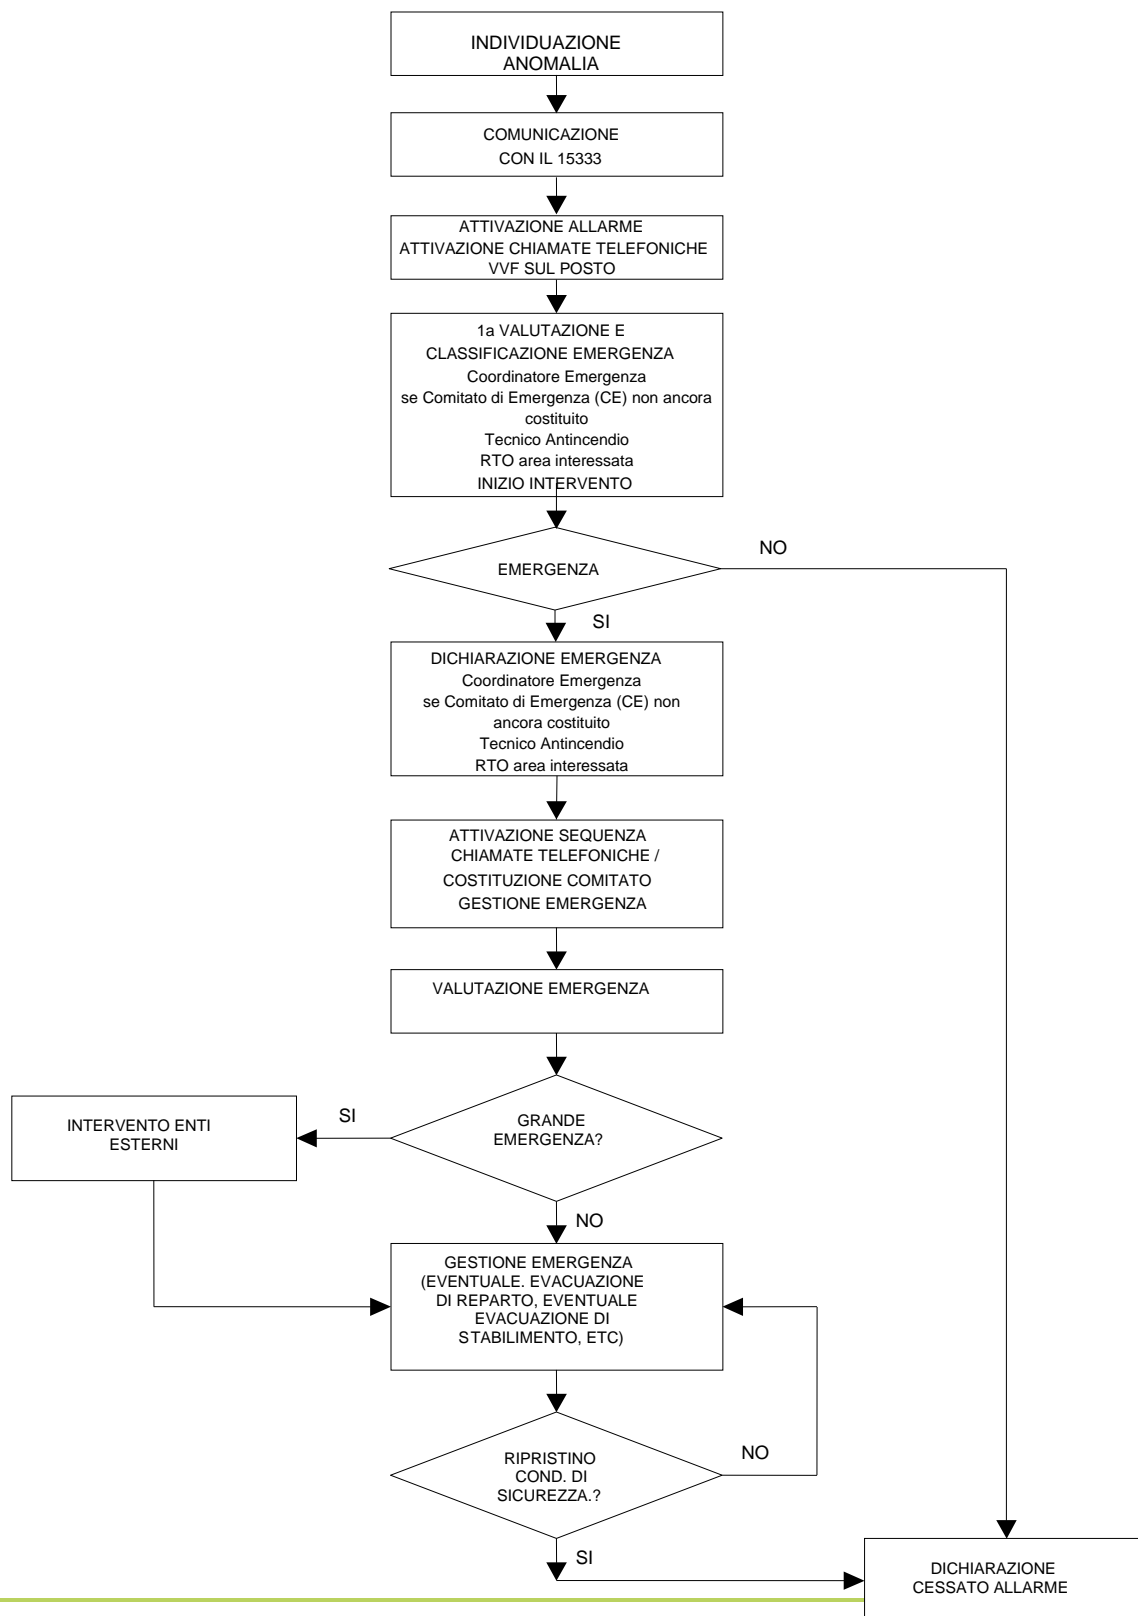 INDIVIDUAZIONE
ANOMALIA
COMUNICAZIONE
CON IL 15333
ATTIVAZIONE ALLARME
ATTIVAZIONE CHIAMATE TELEFONICHE
VVF SUL POSTO
1a VALUTAZIONE E
CLASSIFICAZIONE EMERGENZA
Coordinatore Emergenza
se Comitato di Emergenza (CE) non ancora
costituito
Tecnico Antincendio
RTO area interessata
INIZIO INTERVENTO
EMERGENZA
NO
SI
DICHIARAZIONE EMERGENZA
Coordinatore Emergenza
se Comitato di Emergenza (CE) non
ancora costituito
Tecnico Antincendio
RTO area interessata
ATTIVAZIONE SEQUENZA
CHIAMATE TELEFONICHE /
COSTITUZIONE COMITATO
GESTIONE EMERGENZA
VALUTAZIONE EMERGENZA
GRANDE
EMERGENZA?
SI
INTERVENTO ENTI
ESTERNI
NO
GESTIONE EMERGENZA
(EVENTUALE. EVACUAZIONE
DI REPARTO, EVENTUALE
EVACUAZIONE DI
STABILIMENTO, ETC)
RIPRISTINO
COND. DI
SICUREZZA.?
NO
SI
DICHIARAZIONE
CESSATO ALLARME